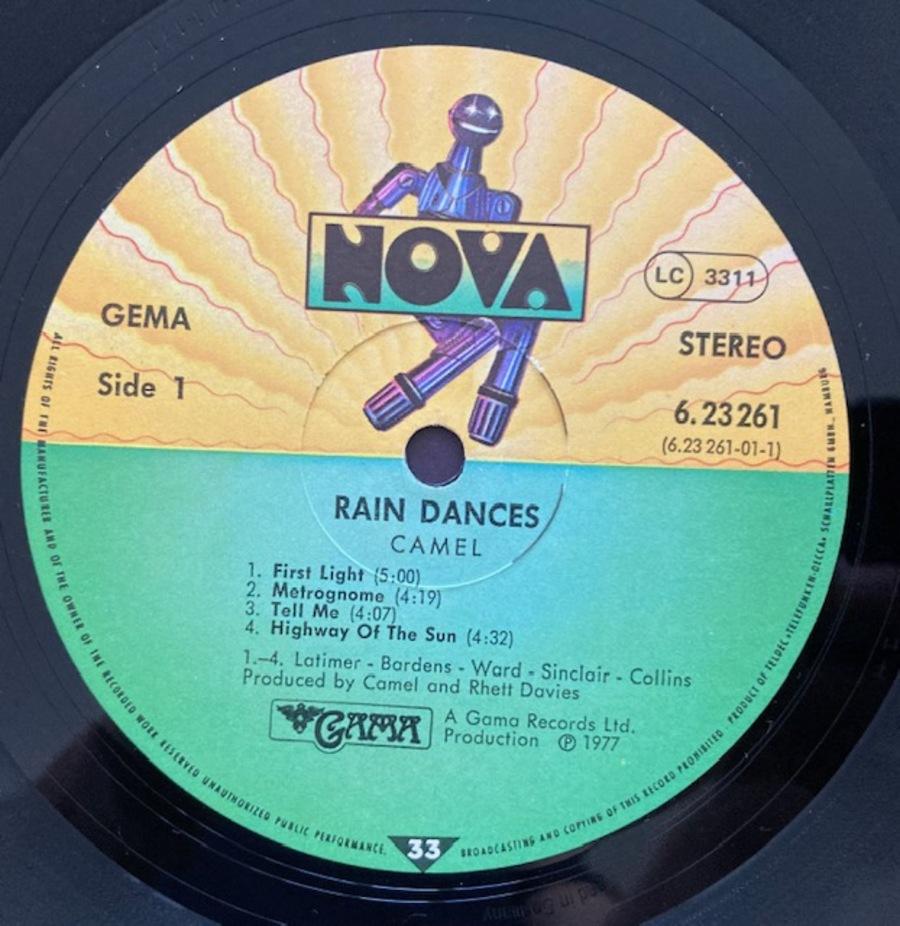 NOVA
LC 3311
GEMA
STEREO
Side 1
6.23261
(6.23 261-01-1)
RAIN DANCES
CAMEL
1. First Light (5:00)
2. Metrognome (4:19)
3. Tell Me (4:07)
4. Highway Of The Sun (4:32)
1.–4. Latimer - Bardens - Ward - Sinclair - Collins
Produced by Camel and Rhett Davies
GAMA
A Gama Records Ltd.
Production ℗ 1977
ALL RIGHTS OF THE MANUFACTURER AND OF THE OWNER OF THE RECORDED WORK RESERVED UNAUTHORIZED PUBLIC PERFORMANCE,
33
BROADCASTING AND COPYING OF THIS RECORD PROHIBITED · PRODUCT OF TELDEC »TELEFUNKEN-DECCA« SCHALLPLATTEN GMBH., HAMBURG